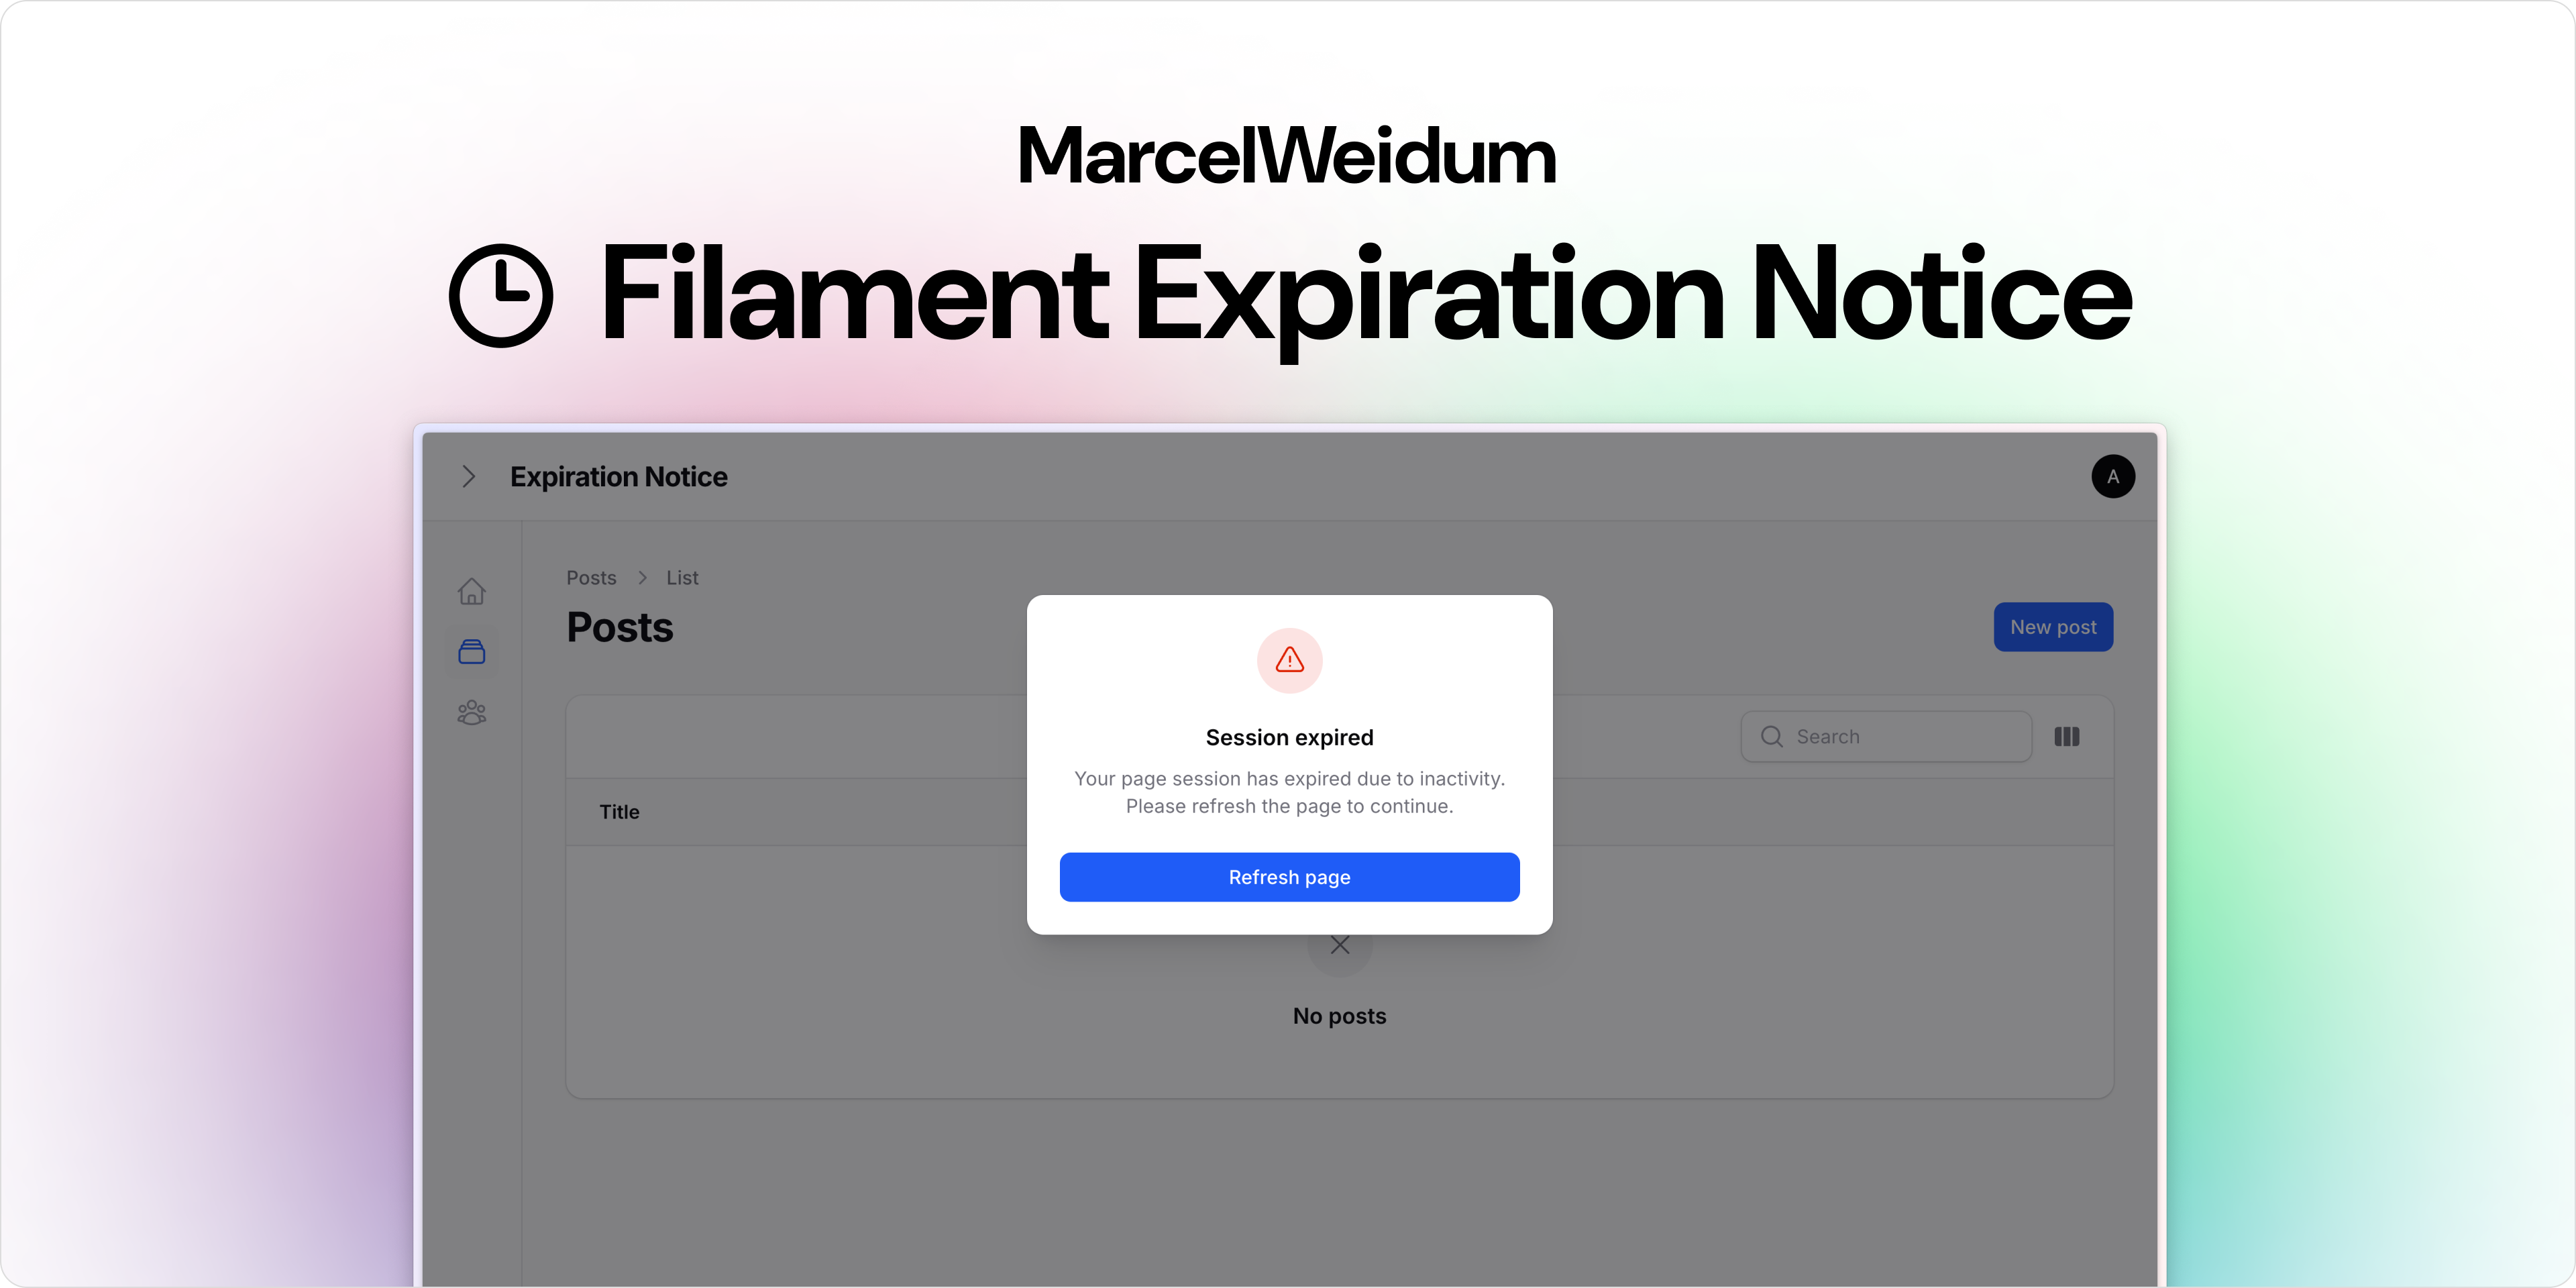 MarcelWeidum
Filament Expiration Notice
Expiration Notice
A
Posts > List
Posts
New post
Search
Title
Session expired
Your page session has expired due to inactivity.
Please refresh the page to continue.
Refresh page
No posts